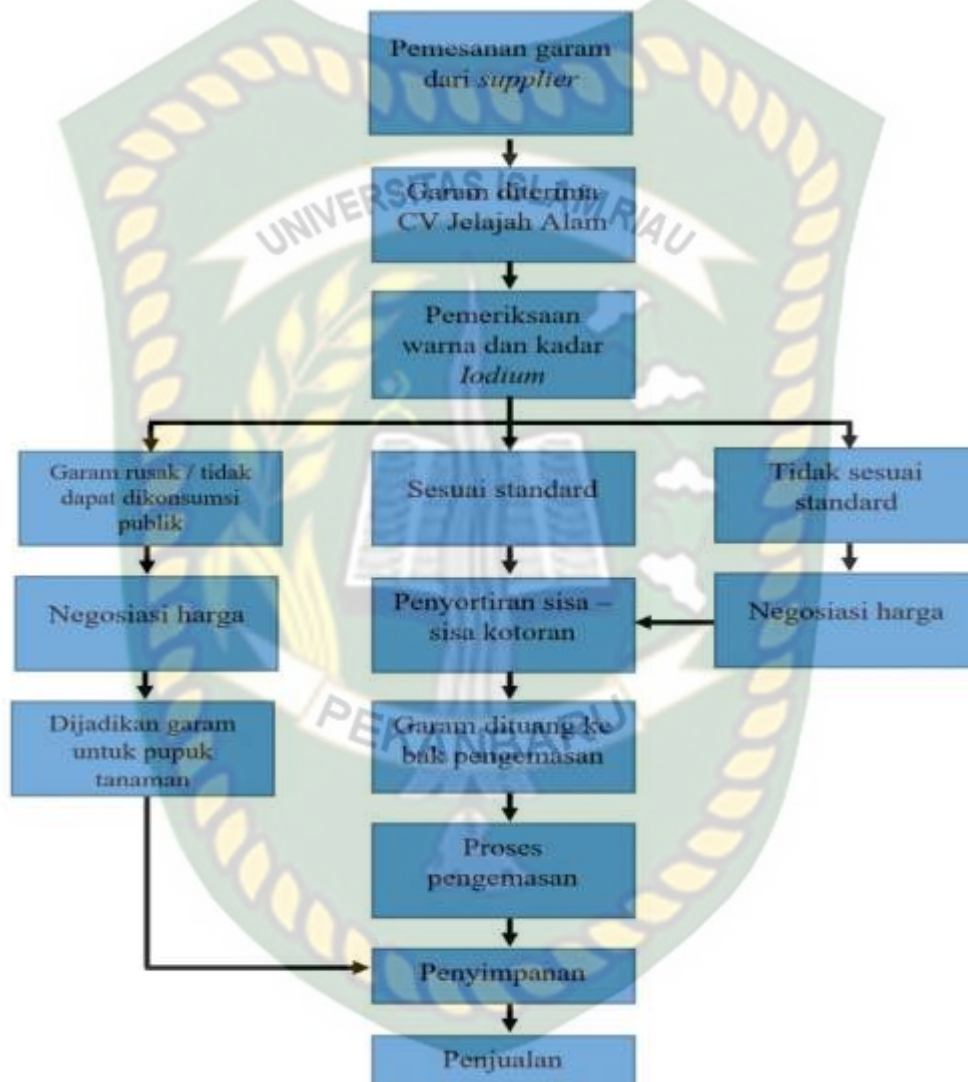 Pemesanan garam
dari supplier
Garam diterima
CV Jelajah Alam
UNIVERSITAS ISLAM RIAU
Pemeriksaan
warna dan kadar
Iodium
Garam rusak / tidak
dapat dikonsumsi
publik
Sesuai standard
Tidak sesuai
standard
Negosiasi harga
Penyortiran sisa –
sisa kotoran
Negosiasi harga
Dijadikan garam
untuk pupuk
tanaman
Garam dituang ke
bak pengemasan
PEKANBARU
Proses
pengemasan
Penyimpanan
Penjualan